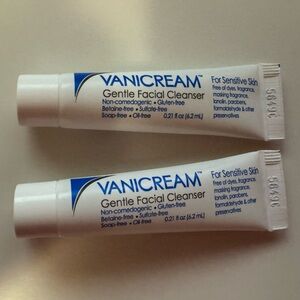 VANICREAM™
Gentle Facial Cleanser
Non-comedogenic • Gluten-free
Betaine-free • Sulfate-free
Soap-free • Oil-free 0.21 fl oz (6.2 mL)
For Sensitive Skin
Free of dyes, fragrance,
masking fragrance,
lanolin, parabens,
formaldehyde & other
preservatives
VANICREAM™
Gentle Facial Cleanser
Non-comedogenic • Gluten-free
Betaine-free • Sulfate-free
Soap-free • Oil-free 0.21 fl oz (6.2 mL)
For Sensitive Skin
Free of dyes, fragrance,
masking fragrance,
lanolin, parabens,
formaldehyde & other
preservatives